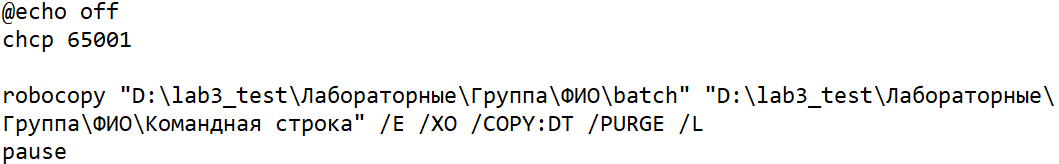 @echo off
chcp 65001

robocopy "D:\lab3_test\Лабораторные\Группа\ФИО\batch" "D:\lab3_test\Лабораторные\
Группа\ФИО\Командная строка" /E /XO /COPY:DT /PURGE /L
pause